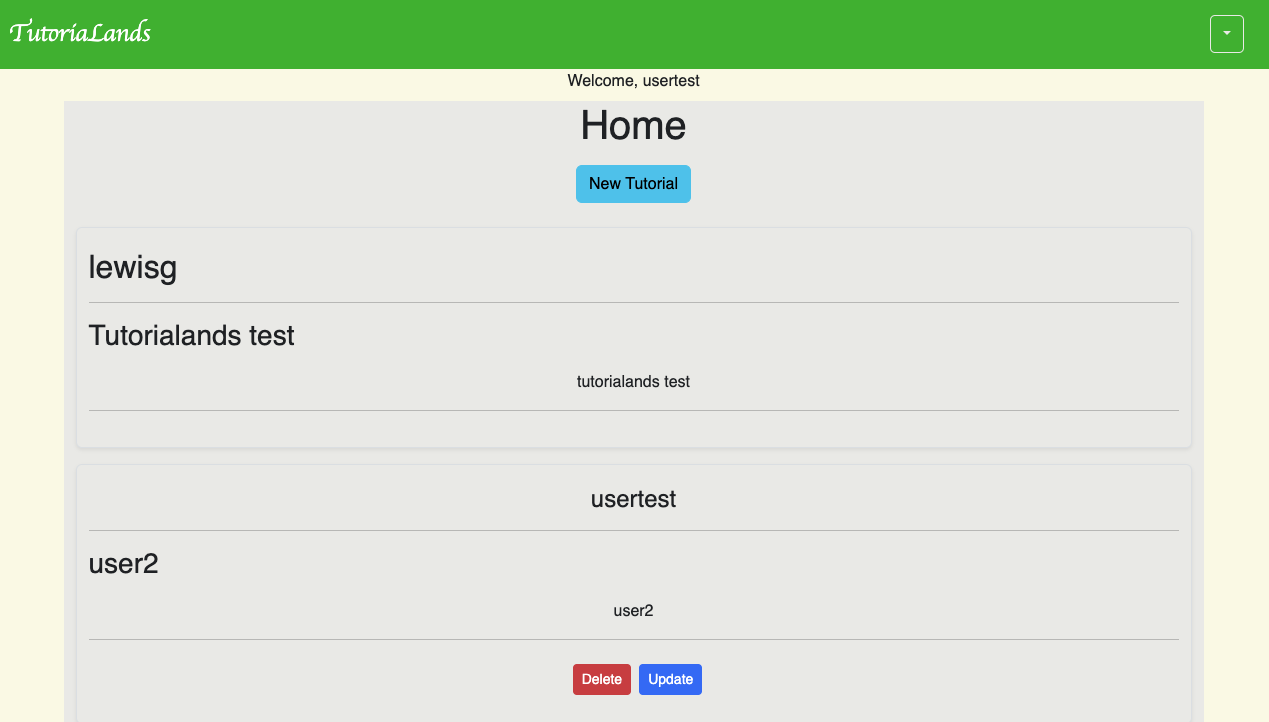 TutoriaLands
Welcome, usertest
Home
New Tutorial
lewisg
Tutorialands test
tutorialands test
usertest
user2
user2
Delete Update